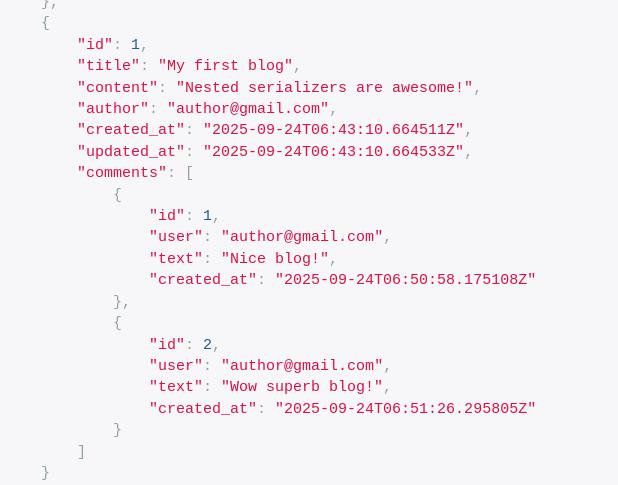 },
{
"id": 1,
"title": "My first blog",
"content": "Nested serializers are awesome!",
"author": "author@gmail.com",
"created_at": "2025-09-24T06:43:10.664511Z",
"updated_at": "2025-09-24T06:43:10.664533Z",
"comments": [
{
"id": 1,
"user": "author@gmail.com",
"text": "Nice blog!",
"created_at": "2025-09-24T06:50:58.175108Z"
},
{
"id": 2,
"user": "author@gmail.com",
"text": "Wow superb blog!",
"created_at": "2025-09-24T06:51:26.295805Z"
}
]
}